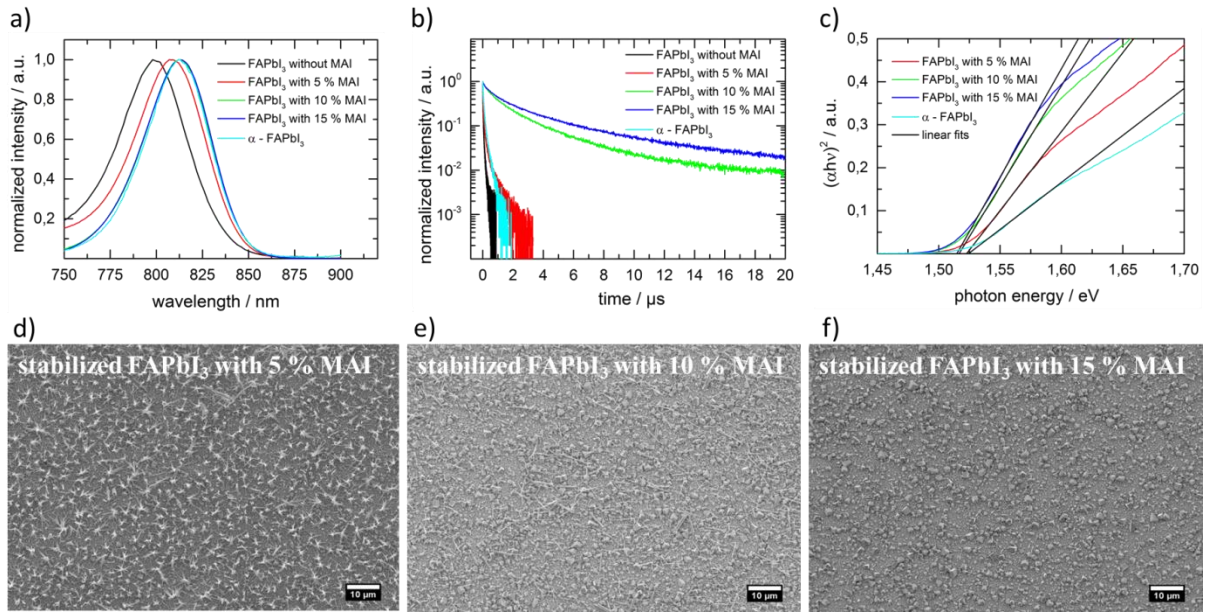 a)
normalized intensity / a.u.
1,0
0,8
0,6
0,4
0,2
FAPbI₃ without MAI
FAPbI₃ with 5 % MAI
FAPbI₃ with 10 % MAI
FAPbI₃ with 15 % MAI
α - FAPbI₃
750 775 800 825 850 875 900
wavelength / nm
b)
normalized intensity / a.u.
10⁰
10⁻¹
10⁻²
10⁻³
FAPbI₃ without MAI
FAPbI₃ with 5 % MAI
FAPbI₃ with 10 % MAI
FAPbI₃ with 15 % MAI
α - FAPbI₃
0 2 4 6 8 10 12 14 16 18 20
time / µs
c)
(αhν)²/ a.u.
0,5
0,4
0,3
0,2
0,1
FAPbI₃ with 5 % MAI
FAPbI₃ with 10 % MAI
FAPbI₃ with 15 % MAI
α - FAPbI₃
linear fits
1,45 1,50 1,55 1,60 1,65 1,70
photon energy / eV
d)
stabilized FAPbI₃ with 5 % MAI
10 µm
e)
stabilized FAPbI₃ with 10 % MAI
10 µm
f)
stabilized FAPbI₃ with 15 % MAI
10 µm